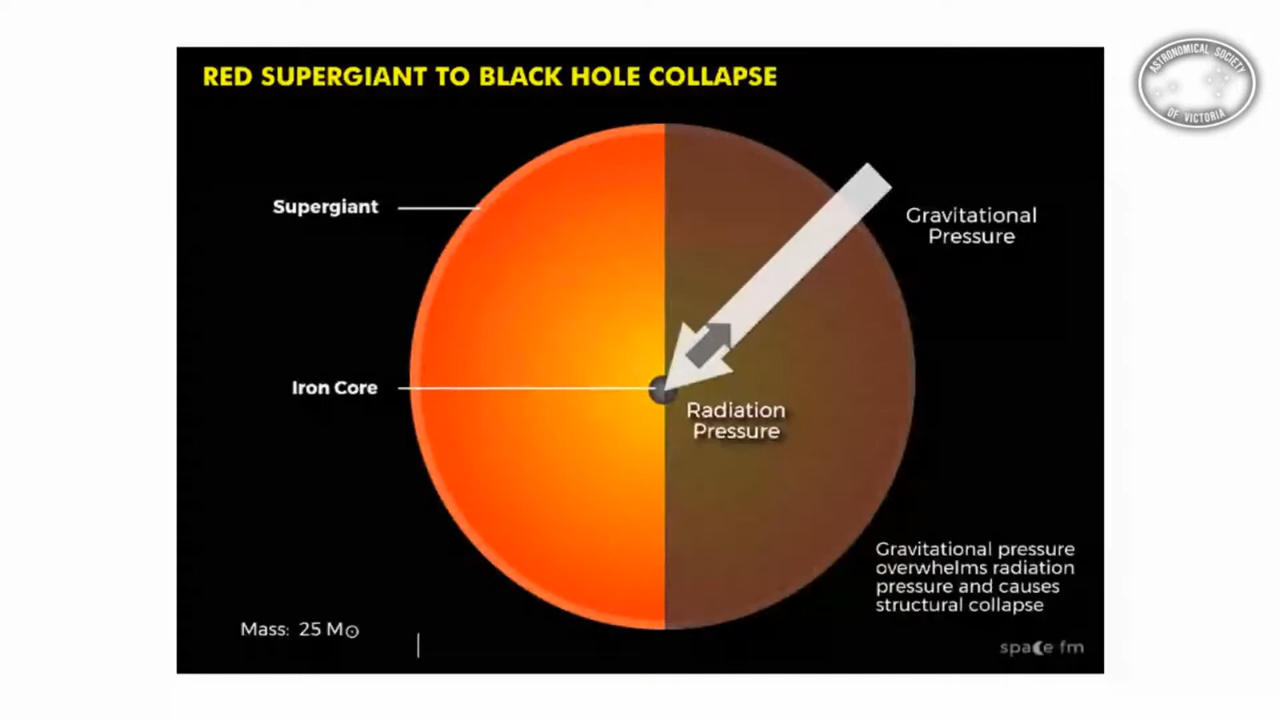 RED SUPERGIANT TO BLACK HOLE COLLAPSE
ASTRONOMICAL SOCIETY
OF VICTORIA
Supergiant
Gravitational
Pressure
Iron Core
Radiation
Pressure
Gravitational pressure
overwhelms radiation
pressure and causes
structural collapse
Mass: 25 M☉
space fm